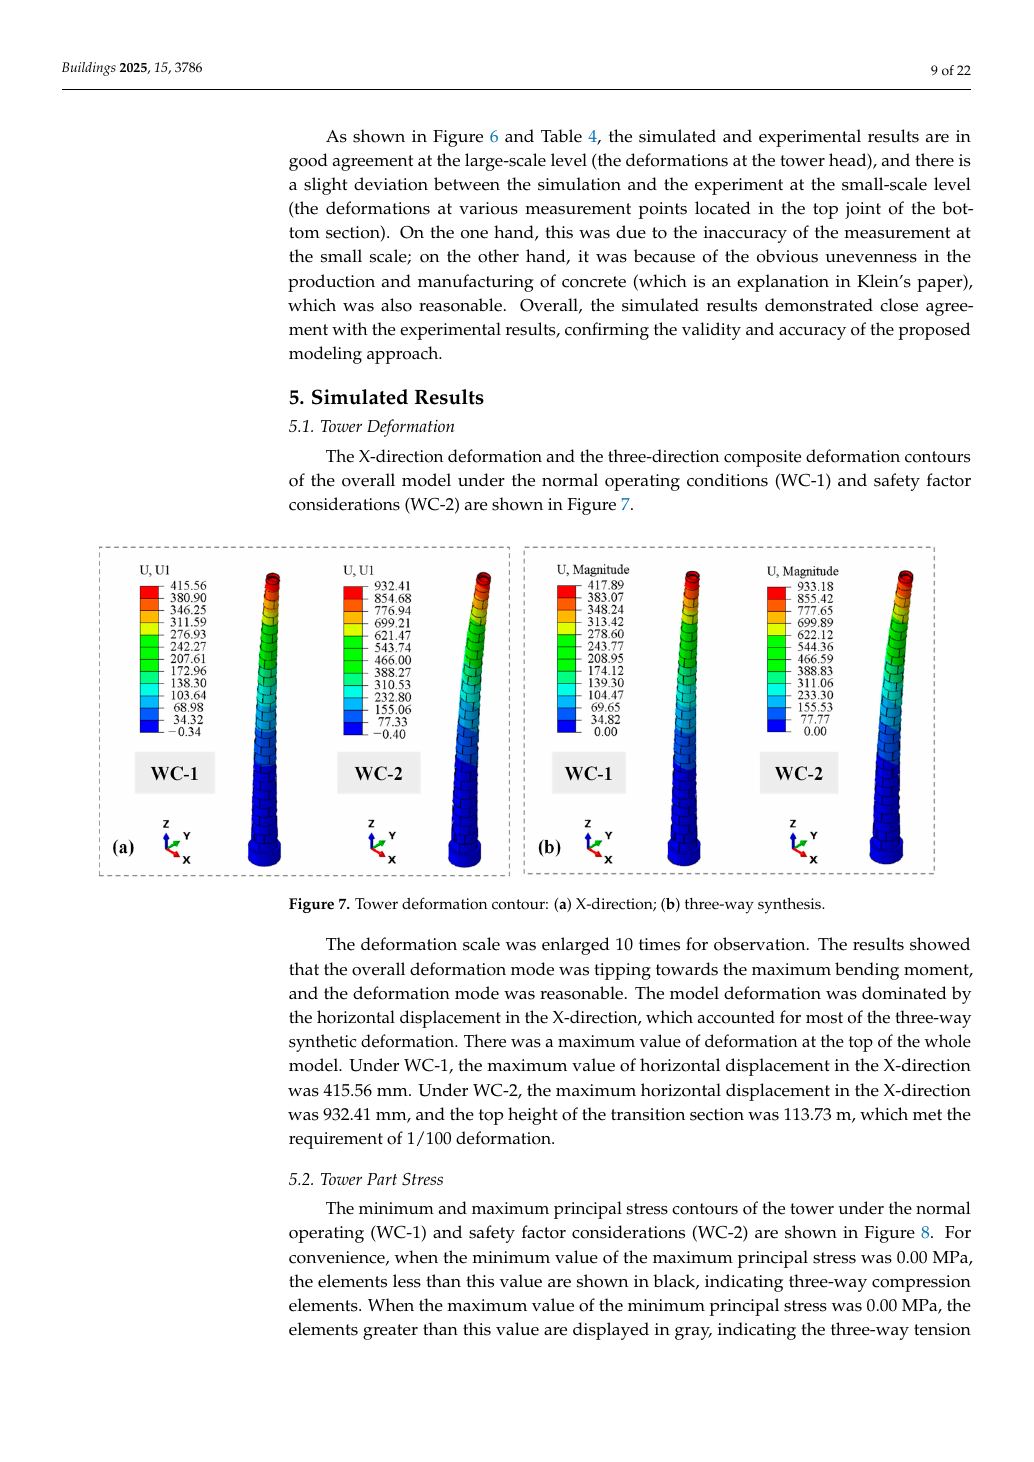 Buildings 2025, 15, 3786
9 of 22
As shown in Figure 6 and Table 4, the simulated and experimental results are in
good agreement at the large-scale level (the deformations at the tower head), and there is
a slight deviation between the simulation and the experiment at the small-scale level
(the deformations at various measurement points located in the top joint of the bot-
tom section). On the one hand, this was due to the inaccuracy of the measurement at
the small scale; on the other hand, it was because of the obvious unevenness in the
production and manufacturing of concrete (which is an explanation in Klein's paper),
which was also reasonable. Overall, the simulated results demonstrated close agree-
ment with the experimental results, confirming the validity and accuracy of the proposed
modeling approach.
5. Simulated Results
5.1. Tower Deformation
The X-direction deformation and the three-direction composite deformation contours
of the overall model under the normal operating conditions (WC-1) and safety factor
considerations (WC-2) are shown in Figure 7.
U, U1
415.56
380.90
346.25
311.59
276.93
242.27
207.61
172.96
138.30
103.64
68.98
34.32
−0.34
WC-1
Z
Y
X
(a)
U, U1
932.41
854.68
776.94
699.21
621.47
543.74
466.00
388.27
310.53
232.80
155.06
77.33
−0.40
WC-2
Z
Y
X
U, Magnitude
417.89
383.07
348.24
313.42
278.60
243.77
208.95
174.12
139.30
104.47
69.65
34.82
0.00
WC-1
Z
Y
X
(b)
U, Magnitude
933.18
855.42
777.65
699.89
622.12
544.36
466.59
388.83
311.06
233.30
155.53
77.77
0.00
WC-2
Z
Y
X
Figure 7. Tower deformation contour: (a) X-direction; (b) three-way synthesis.
The deformation scale was enlarged 10 times for observation. The results showed
that the overall deformation mode was tipping towards the maximum bending moment,
and the deformation mode was reasonable. The model deformation was dominated by
the horizontal displacement in the X-direction, which accounted for most of the three-way
synthetic deformation. There was a maximum value of deformation at the top of the whole
model. Under WC-1, the maximum value of horizontal displacement in the X-direction
was 415.56 mm. Under WC-2, the maximum horizontal displacement in the X-direction
was 932.41 mm, and the top height of the transition section was 113.73 m, which met the
requirement of 1/100 deformation.
5.2. Tower Part Stress
The minimum and maximum principal stress contours of the tower under the normal
operating (WC-1) and safety factor considerations (WC-2) are shown in Figure 8. For
convenience, when the minimum value of the maximum principal stress was 0.00 MPa,
the elements less than this value are shown in black, indicating three-way compression
elements. When the maximum value of the minimum principal stress was 0.00 MPa, the
elements greater than this value are displayed in gray, indicating the three-way tension